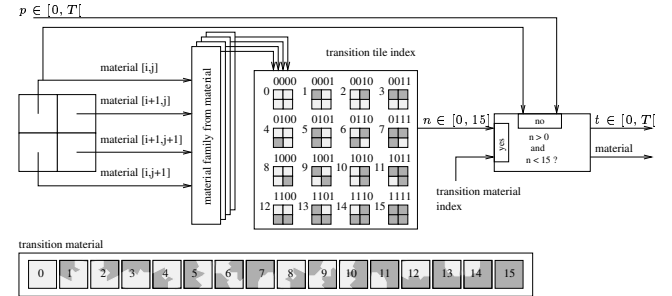 p ∈ [0, T[
transition tile index
material [i,j]
material [i+1,j]
material [i+1,j+1]
material [i,j+1]
material family from material
0000 0001 0010 0011
0 1 2 3
0100 0101 0110 0111
4 5 6 7
1000 1001 1010 1011
8 9 10 11
1100 1101 1110 1111
12 13 14 15
n ∈ [0, 15]
no
yes
n > 0
and
n < 15 ?
t ∈ [0, T[
material
transition material
index
transition material
0 1 2 3 4 5 6 7 8 9 10 11 12 13 14 15